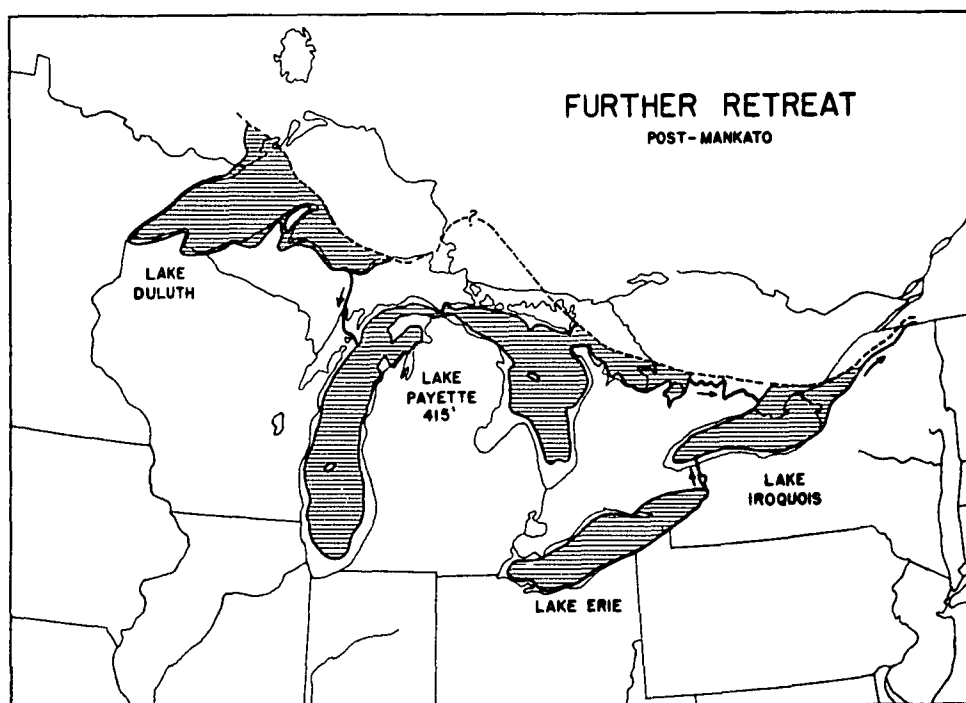 FURTHER RETREAT
POST-MANKATO
?
LAKE
DULUTH
LAKE
PAYETTE
415'
LAKE
IROQUOIS
LAKE ERIE